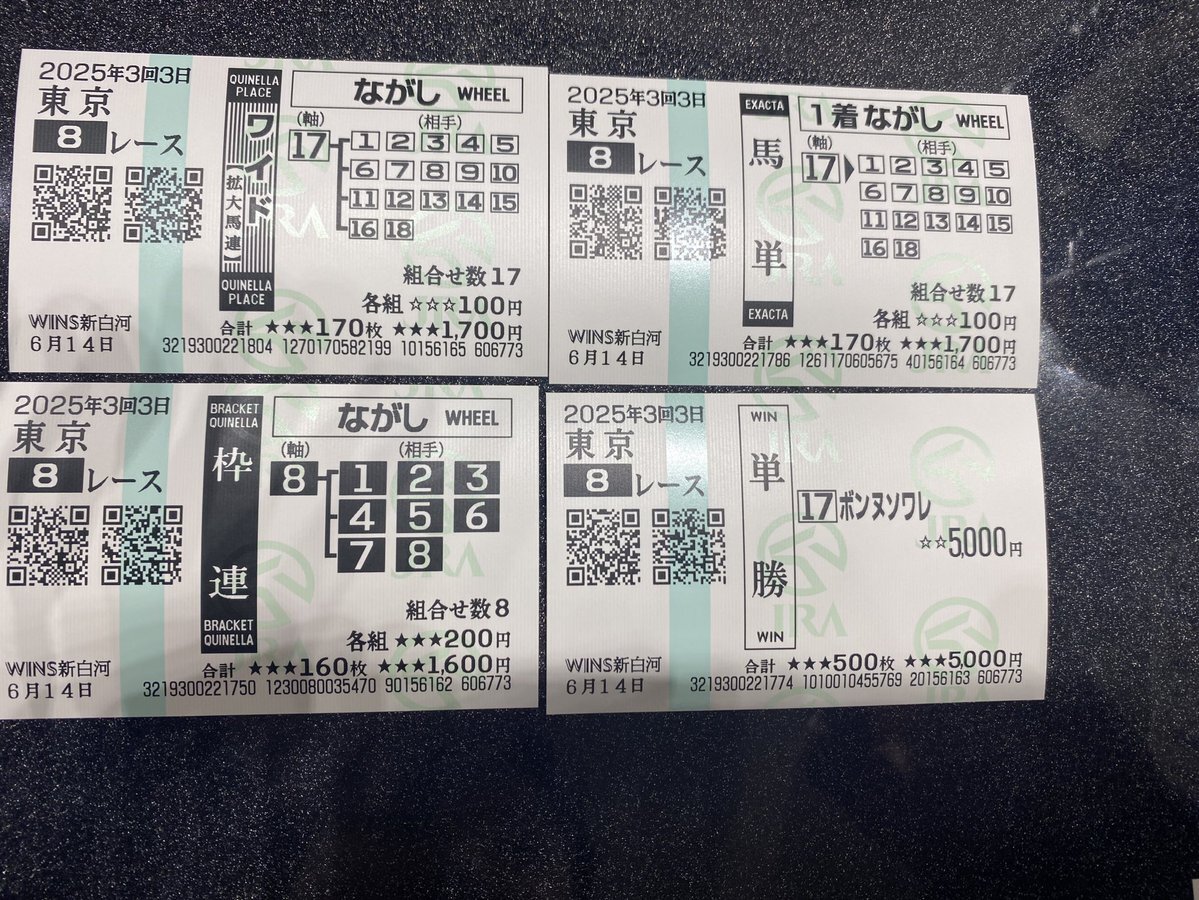 2025年3回3日
東京
8レース
QUINELLA PLACE
ワイド
【拡大馬連】
QUINELLA PLACE
ながし WHEEL
(軸) (相手)
17 1 2 3 4 5
6 7 8 9 10
11 12 13 14 15
16 18
組合せ数17
各組 ☆☆☆100円
WINS新白河
合計 ★★★170枚 ★★★1,700円
6月14日
3219300221804 1270170582199 10156165 606773
2025年3回3日
東京
8レース
EXACTA
馬単
EXACTA
1着ながし WHEEL
(軸) (相手)
17 1 2 3 4 5
6 7 8 9 10
11 12 13 14 15
16 18
組合せ数17
各組 ☆☆☆100円
WINS新白河
合計 ★★★170枚 ★★★1,700円
6月14日
3219300221786 1261170605675 40156164 606773
2025年3回3日
東京
8レース
BRACKET QUINELLA
枠連
BRACKET QUINELLA
ながし WHEEL
(軸) (相手)
8 1 2 3
4 5 6
7 8
組合せ数8
各組 ★★★200円
WINS新白河
合計 ★★★160枚 ★★★1,600円
6月14日
3219300221750 1230080035470 90156162 606773
2025年3回3日
東京
8レース
WIN
単勝
WIN
17ボンヌソワレ
☆☆5,000円
WINS新白河
合計 ★★★500枚 ★★★5,000円
6月14日
3219300221774 1010010455769 20156163 606773